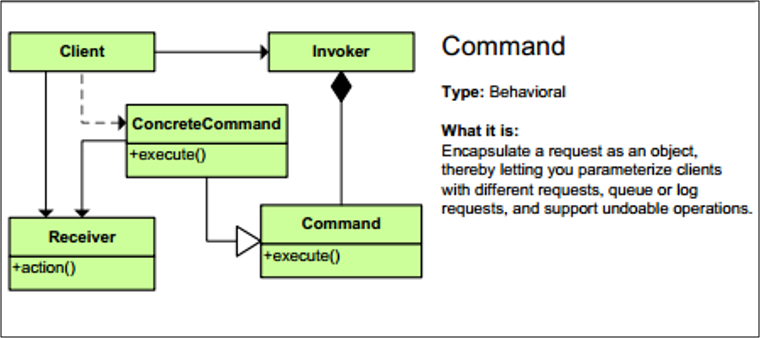 Client
Invoker
ConcreteCommand
+execute()
Receiver
+action()
Command
+execute()
Command
Type: Behavioral
What it is:
Encapsulate a request as an object,
thereby letting you parameterize clients
with different requests, queue or log
requests, and support undoable operations.